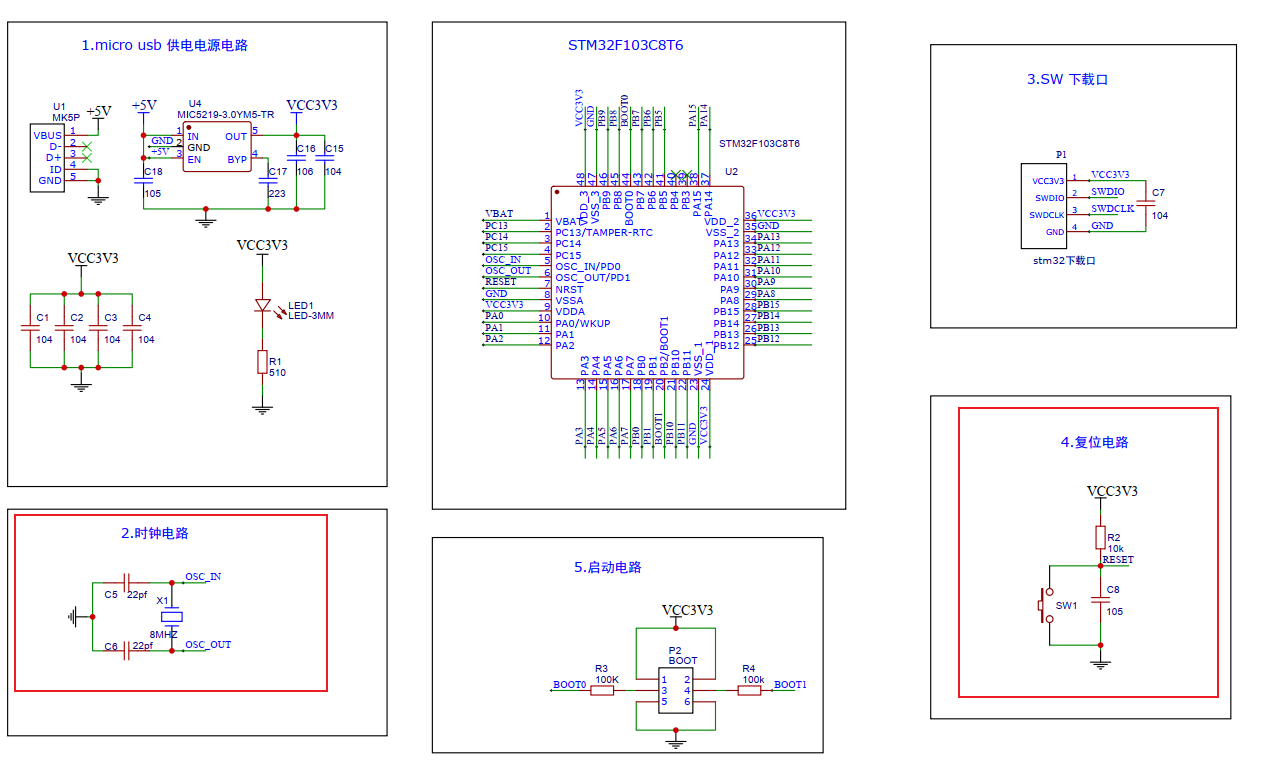 1.micro usb 供电电源电路
U1
MK5P
+5V
VBUS 1
D- 2
D+ 3
ID 4
GND 5
+5V
U4
MIC5219-3.0YM5-TR
VCC3V3
1 IN
OUT 5
GND 2 GND
+5V 3 EN
BYP 4
C18
105
C17
223
C16
106
C15
104
VCC3V3
C1
104
C2
104
C3
104
C4
104
VCC3V3
LED1
LED-3MM
R1
510
2.时钟电路
C5
22pf
OSC_IN
X1
8MHZ
C6
22pf
OSC_OUT
STM32F103C8T6
STM32F103C8T6
U2
VCC3V3 48 VDD_3
GND 47 VSS_3
PB9 46 PB9
PB8 45 PB8
BOOT0 44 BOOT0
PB7 43 PB7
PB6 42 PB6
PB5 41 PB5
40 PB4
39 PB3
PA15 38 PA15
PA14 37 PA14
VBAT 1 VBAT
PC13 2 PC13/TAMPER-RTC
PC14 3 PC14
PC15 4 PC15
OSC_IN 5 OSC_IN/PD0
OSC_OUT 6 OSC_OUT/PD1
RESET 7 NRST
GND 8 VSSA
VCC3V3 9 VDDA
PA0 10 PA0/WKUP
PA1 11 PA1
PA2 12 PA2
VDD_2 36 VCC3V3
VSS_2 35 GND
PA13 34 PA13
PA12 33 PA12
PA11 32 PA11
PA10 31 PA10
PA9 30 PA9
PA8 29 PA8
PB15 28 PB15
PB14 27 PB14
PB13 26 PB13
PB12 25 PB12
PA3 13 PA3
PA4 14 PA4
PA5 15 PA5
PA6 16 PA6
PA7 17 PA7
PB0 18 PB0
PB1 19 PB1
PB2/BOOT1 20 BOOT1
PB10 21 PB10
PB11 22 PB11
VSS_1 23 GND
VDD_1 24 VCC3V3
5.启动电路
VCC3V3
P2
BOOT
R3
100K
R4
100k
BOOT0
BOOT1
1 2
3 4
5 6
3.SW 下载口
P1
VCC3V3 1 VCC3V3
SWDIO 2 SWDIO
SWDCLK 3 SWDCLK
GND 4 GND
C7
104
stm32下载口
4.复位电路
VCC3V3
R2
10k
RESET
SW1
C8
105